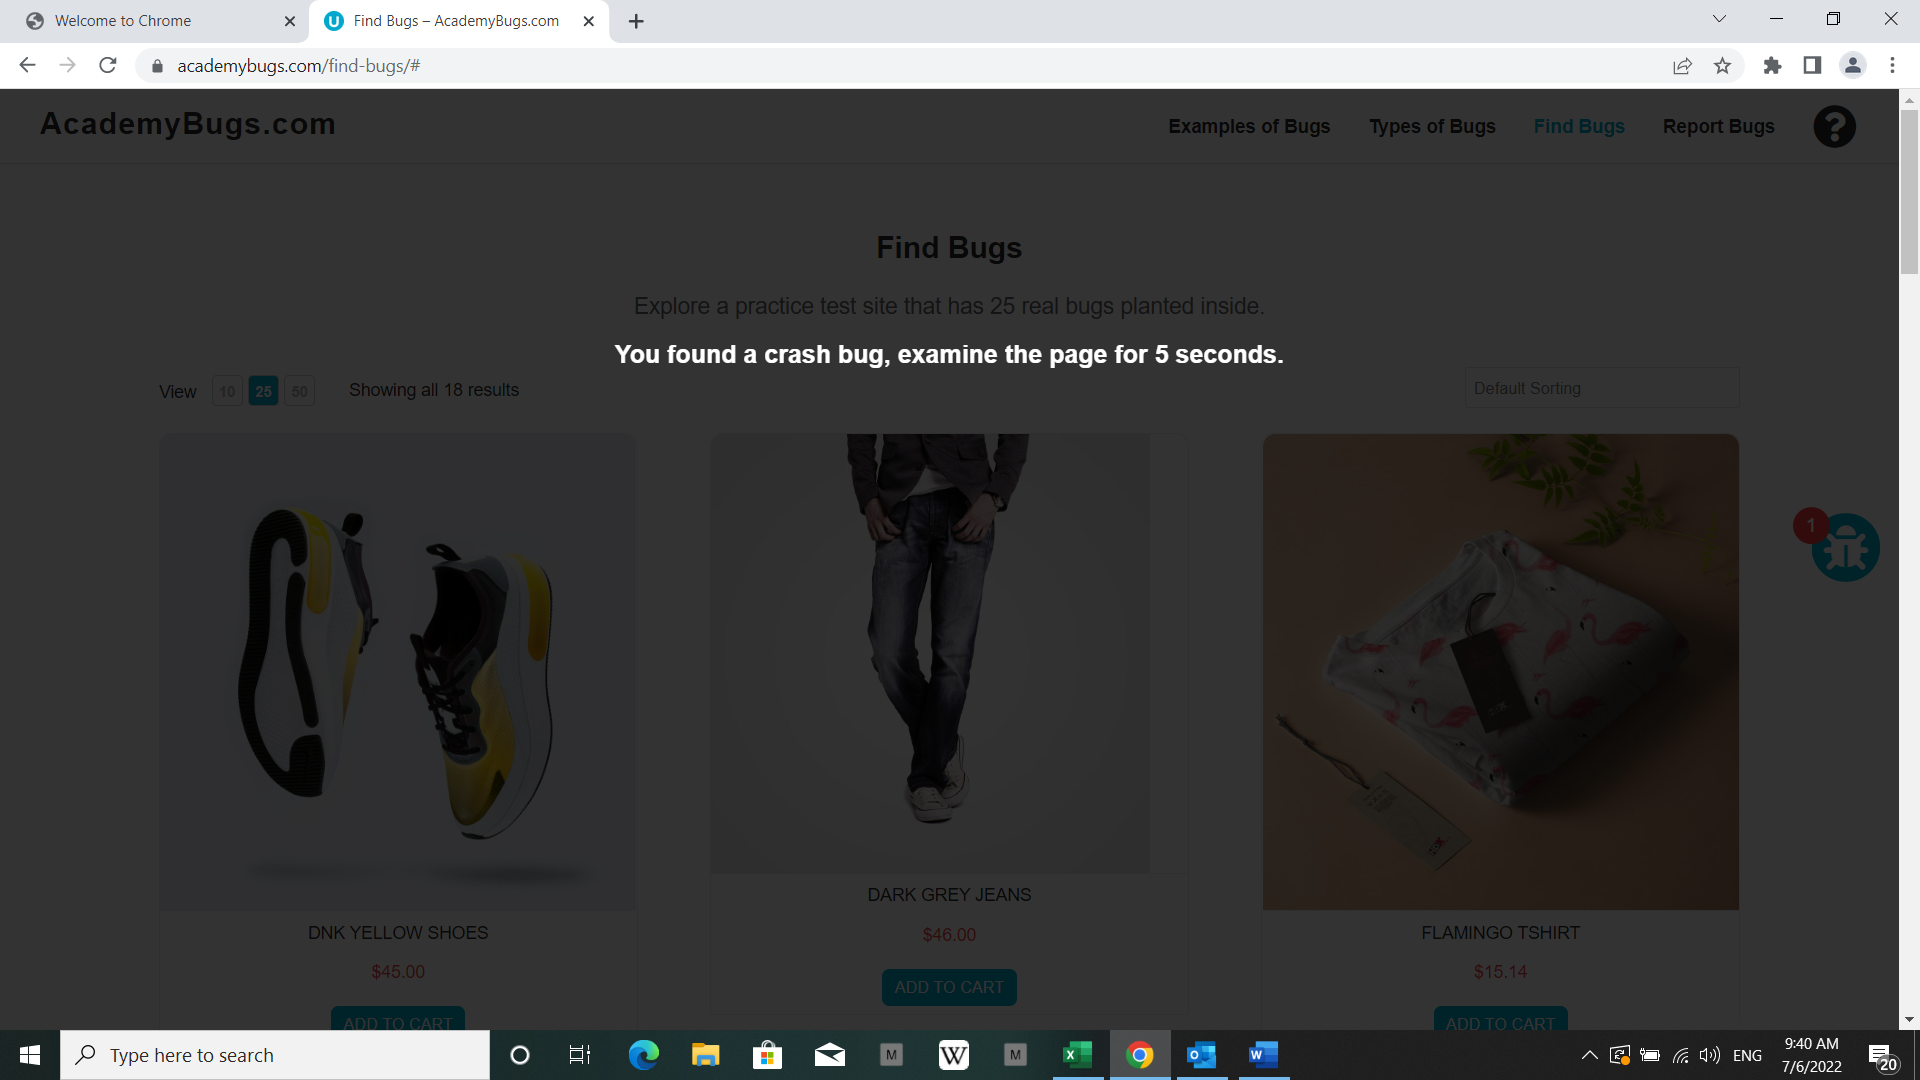 Welcome to Chrome
Find Bugs – AcademyBugs.com
academybugs.com/find-bugs/#
AcademyBugs.com
Examples of Bugs
Types of Bugs
Find Bugs
Report Bugs
?
Find Bugs
Explore a practice test site that has 25 real bugs planted inside.
You found a crash bug, examine the page for 5 seconds.
View 10 25 50 Showing all 18 results
Default Sorting
1
DARK GREY JEANS
$46.00
ADD TO CART
DNK YELLOW SHOES
$45.00
ADD TO CART
FLAMINGO TSHIRT
$15.14
ADD TO CART
Type here to search
M
W
M
ENG
9:40 AM
7/6/2022
20